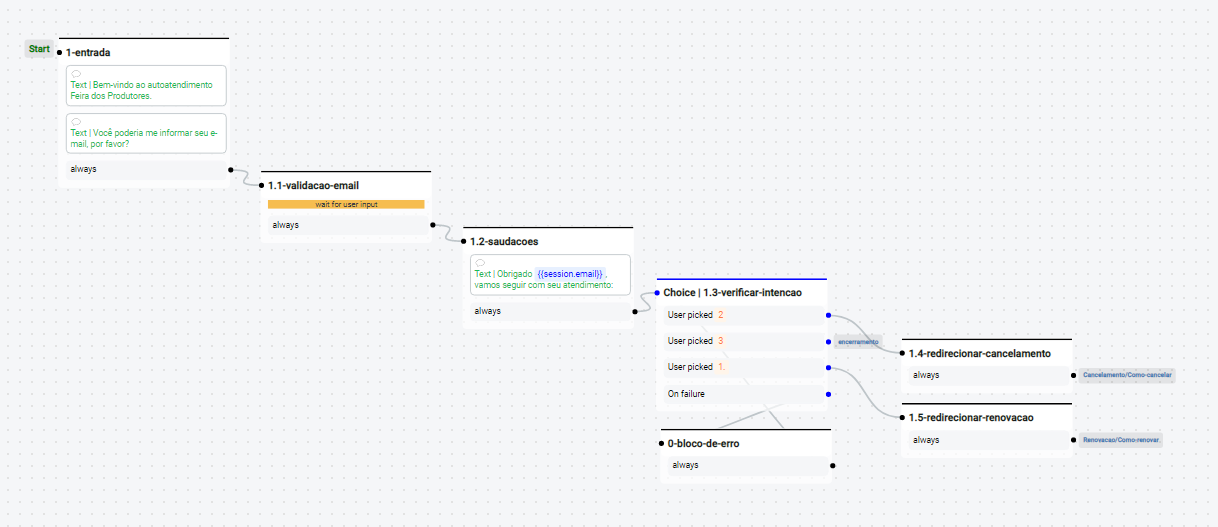 Start
1-entrada
Text | Bem-vindo ao autoatendimento
Feira dos Produtores.
Text | Você poderia me informar seu e-
mail, por favor?
always
1.1-validacao-email
wait for user input
always
1.2-saudacoes
Text | Obrigado {{session.email}} ,
vamos seguir com seu atendimento:
always
Choice | 1.3-verificar-intencao
User picked 2
User picked 3
encerramento
User picked 1.
On failure
0-bloco-de-erro
always
1.4-redirecionar-cancelamento
always
Cancelamento/Como-cancelar
1.5-redirecionar-renovacao
always
Renovacao/Como-renovar